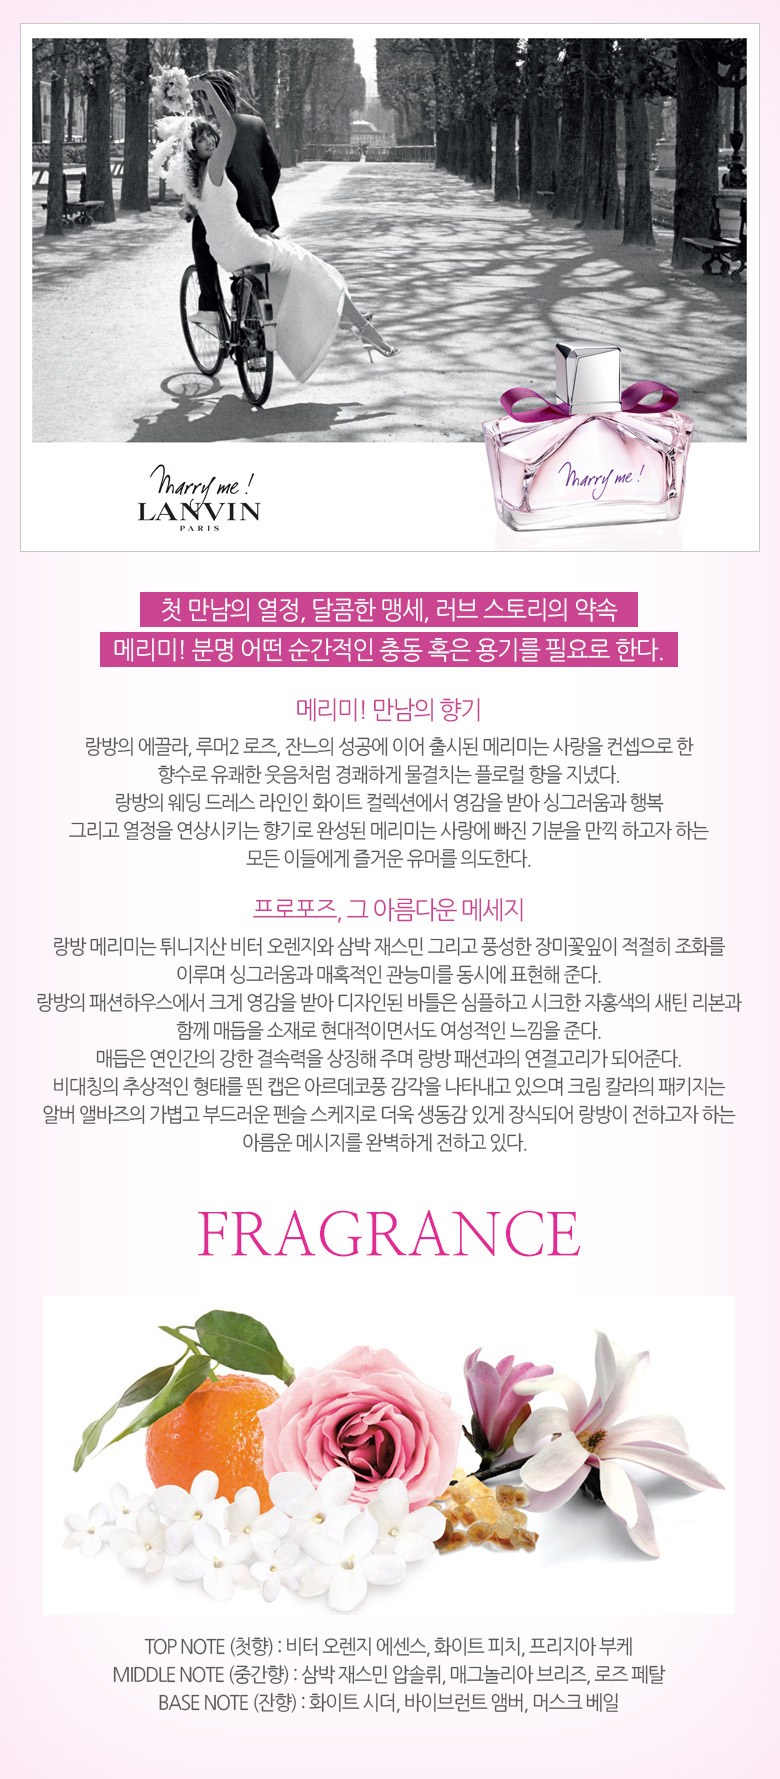 Marry me!
LANVIN
PARIS
Marry me!
첫 만남의 열정, 달콤한 맹세, 러브 스토리의 약속
메리미! 분명 어떤 순간적인 충동 혹은 용기를 필요로 한다.
메리미! 만남의 향기
랑방의 에끌라, 루머2 로즈, 잔느의 성공에 이어 출시된 메리미는 사랑을 컨셉으로 한
향수로 유쾌한 웃음처럼 경쾌하게 물결치는 플로럴 향을 지녔다.
랑방의 웨딩 드레스 라인인 화이트 컬렉션에서 영감을 받아 싱그러움과 행복
그리고 열정을 연상시키는 향기로 완성된 메리미는 사랑에 빠진 기분을 만끽 하고자 하는
모든 이들에게 즐거운 유머를 의도한다.
프로포즈, 그 아름다운 메세지
랑방 메리미는 튀니지산 비터 오렌지와 삼박 재스민 그리고 풍성한 장미꽃잎이 적절히 조화를
이루며 싱그러움과 매혹적인 관능미를 동시에 표현해 준다.
랑방의 패션하우스에서 크게 영감을 받아 디자인된 바틀은 심플하고 시크한 자홍색의 새틴 리본과
함께 매듭을 소재로 현대적이면서도 여성적인 느낌을 준다.
매듭은 연인간의 강한 결속력을 상징해 주며 랑방 패션과의 연결고리가 되어준다.
비대칭의 추상적인 형태를 띈 캡은 아르데코풍 감각을 나타내고 있으며 크림 칼라의 패키지는
알버 앨바즈의 가볍고 부드러운 펜슬 스케지로 더욱 생동감 있게 장식되어 랑방이 전하고자 하는
아름운 메시지를 완벽하게 전하고 있다.
FRAGRANCE
TOP NOTE (첫향) : 비터 오렌지 에센스, 화이트 피치, 프리지아 부케
MIDDLE NOTE (중간향) : 삼박 재스민 압솔뤼, 매그놀리아 브리즈, 로즈 페탈
BASE NOTE (잔향) : 화이트 시더, 바이브런트 앰버, 머스크 베일